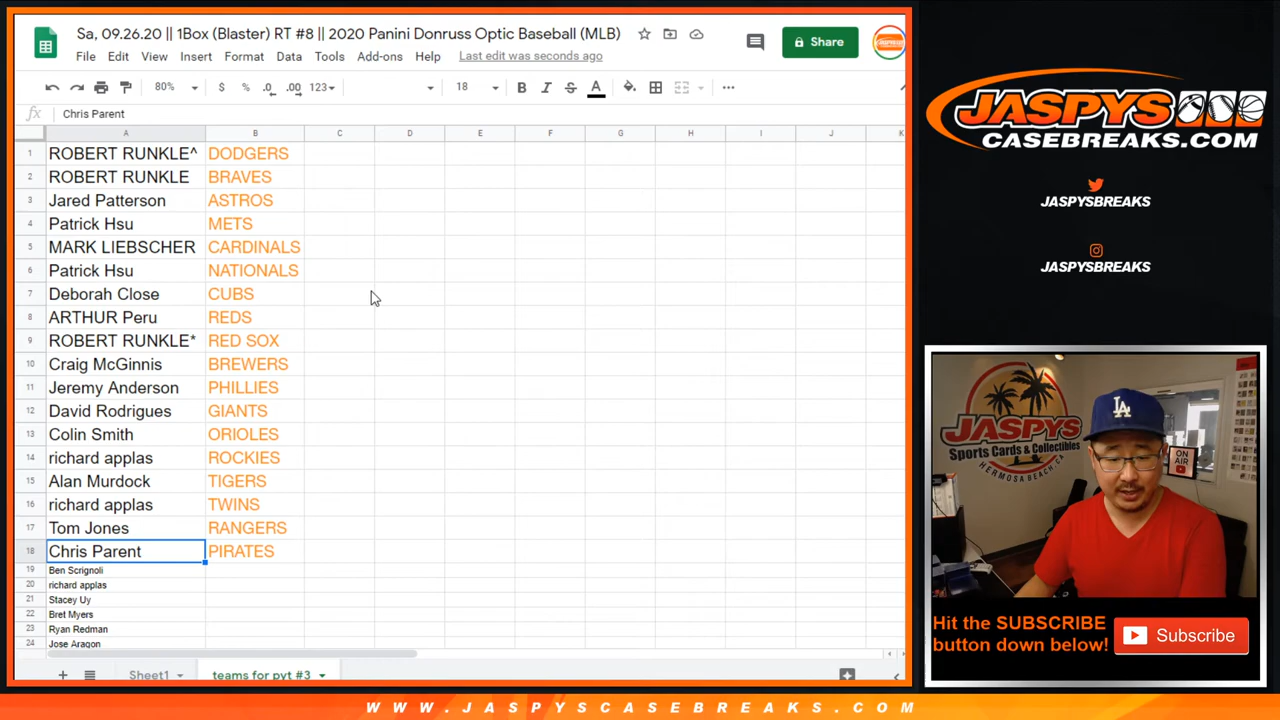 Sa, 09.26.20 || 1Box (Blaster) RT #8 || 2020 Panini Donruss Optic Baseball (MLB)
File Edit View Insert Format Data Tools Add-ons Help Last edit was seconds ago
Share
80% $ % .0 .00 123 18 B I S A
fx Chris Parent
A B C D E F G H I J K
1 ROBERT RUNKLE^ DODGERS
2 ROBERT RUNKLE BRAVES
3 Jared Patterson ASTROS
4 Patrick Hsu METS
5 MARK LIEBSCHER CARDINALS
6 Patrick Hsu NATIONALS
7 Deborah Close CUBS
8 ARTHUR Peru REDS
9 ROBERT RUNKLE* RED SOX
10 Craig McGinnis BREWERS
11 Jeremy Anderson PHILLIES
12 David Rodrigues GIANTS
13 Colin Smith ORIOLES
14 richard applas ROCKIES
15 Alan Murdock TIGERS
16 richard applas TWINS
17 Tom Jones RANGERS
18 Chris Parent PIRATES
19 Ben Scrignoli
20 richard applas
21 Stacey Uy
22 Bret Myers
23 Ryan Redman
24 Jose Aragon
Sheet1 teams for pyt #3
JASPYS
CASEBREAKS.COM
JASPYSBREAKS
JASPYSBREAKS
JASPYS
Sports Cards & Collectibles
HERMOSA BEACH, CA
ON AIR
LA
Hit the SUBSCRIBE
button down below!
Subscribe
WWW.JASPYSCASEBREAKS.COM